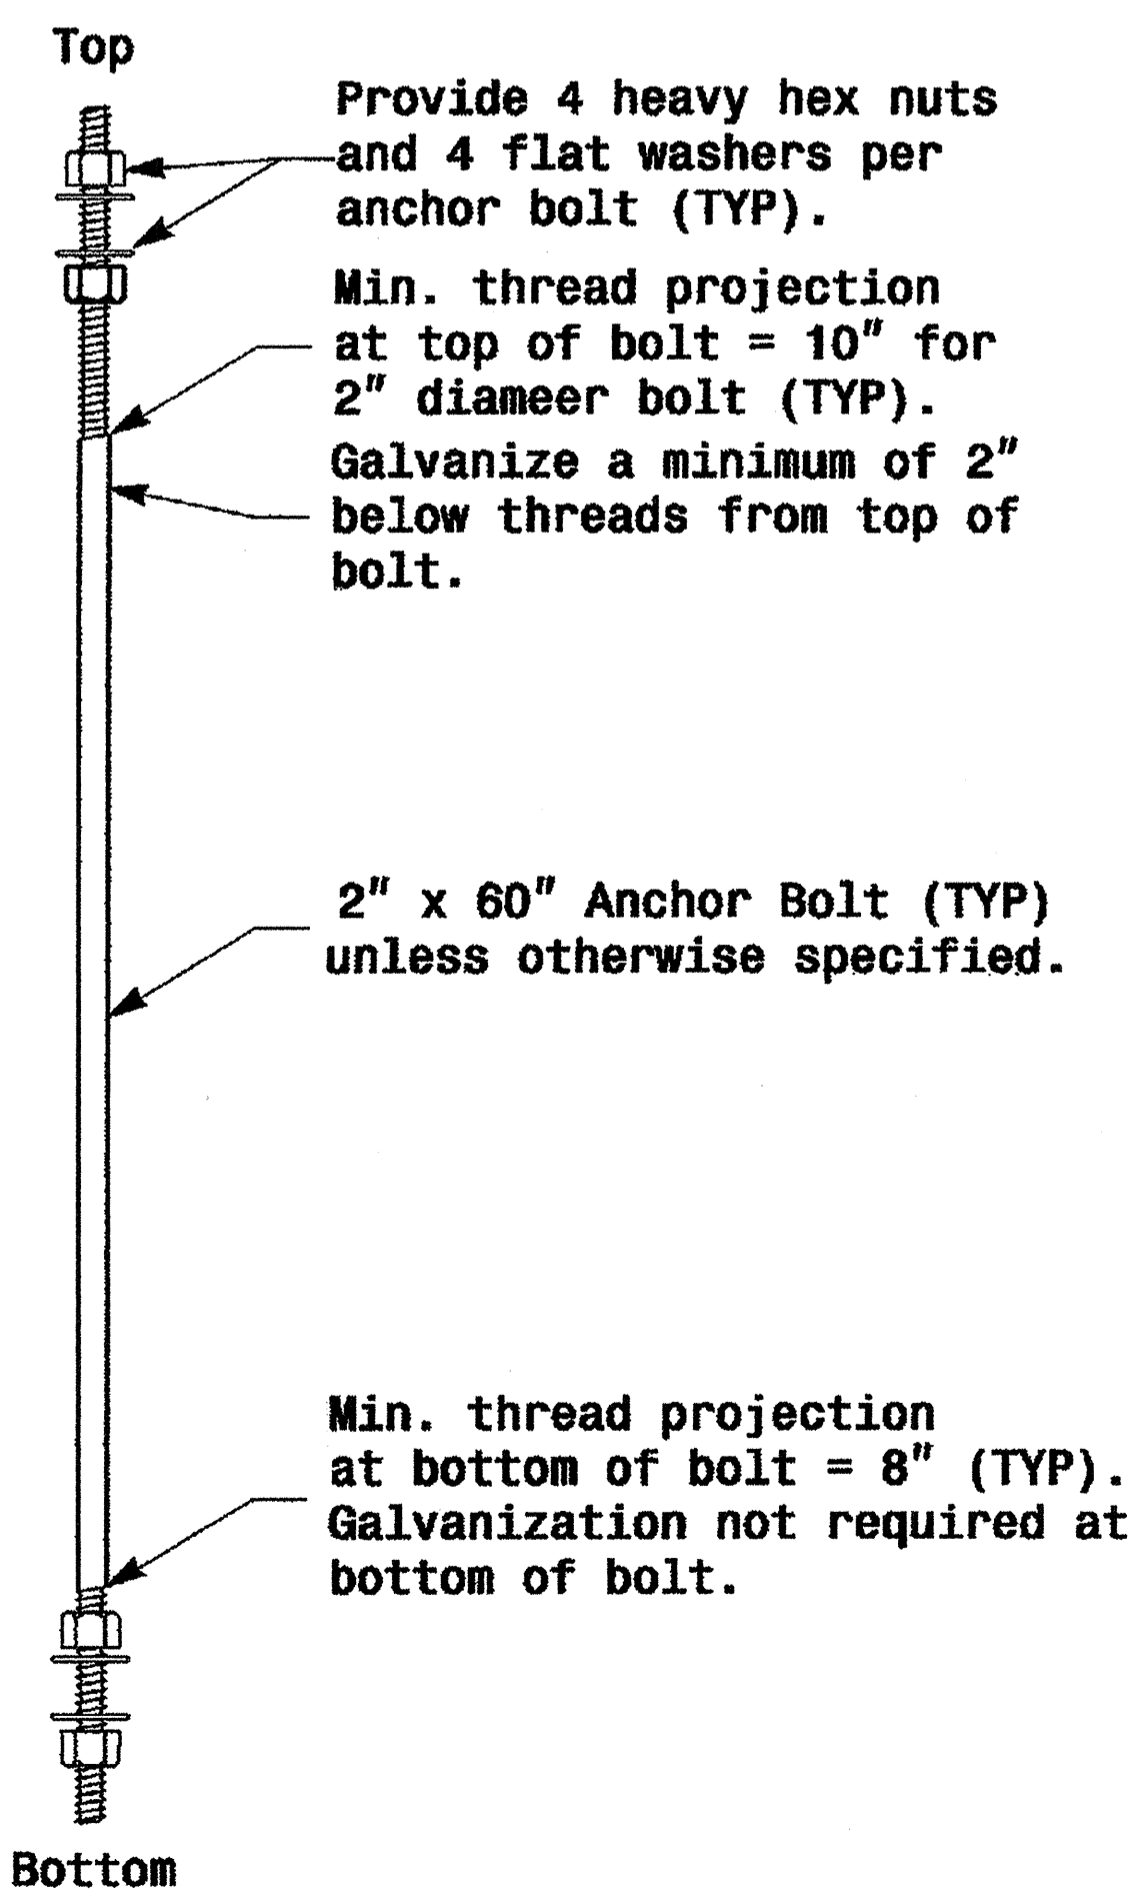 Top
Provide 4 heavy hex nuts
and 4 flat washers per
anchor bolt (TYP).
Min. thread projection
at top of bolt = 10" for
2" diameer bolt (TYP).
Galvanize a minimum of 2"
below threads from top of
bolt.
2" x 60" Anchor Bolt (TYP)
unless otherwise specified.
Min. thread projection
at bottom of bolt = 8" (TYP).
Galvanization not required at
bottom of bolt.
Bottom